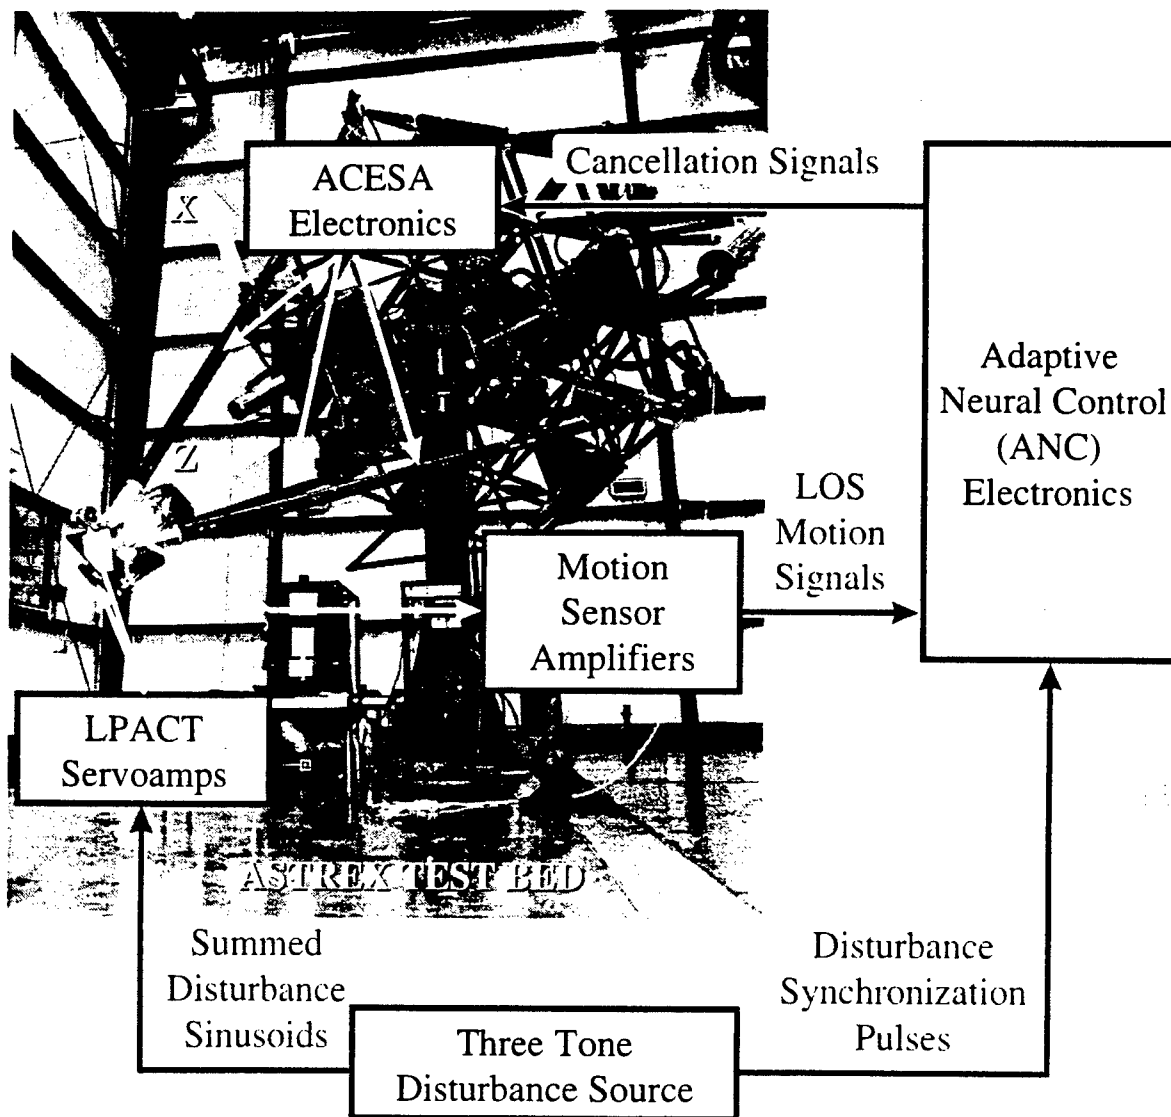 ACESA
Electronics
Cancellation Signals
X
Adaptive
Neural Control
(ANC)
Electronics
Z
LOS
Motion
Signals
Motion
Sensor
Amplifiers
LPACT
Servoamps
ASTREX TEST BED
Summed
Disturbance
Sinusoids
Disturbance
Synchronization
Pulses
Three Tone
Disturbance Source